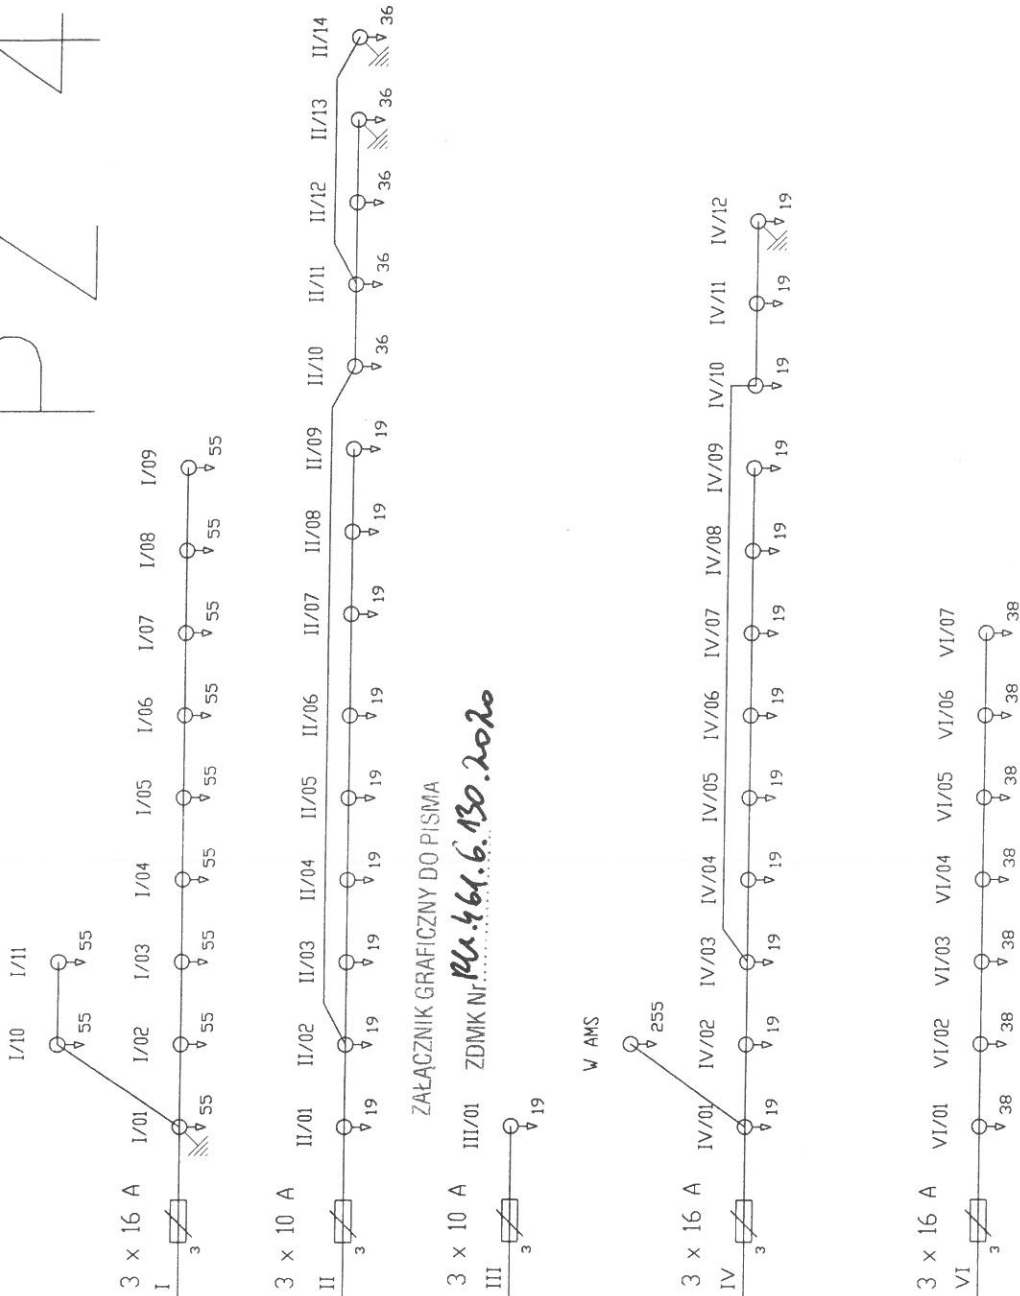 PZ 4
I/10 I/11
55 55
3 x 16 A I/01 I/02 I/03 I/04 I/05 I/06 I/07 I/08 I/09
I 3 55 55 55 55 55 55 55 55 55
3 x 10 A II/01 II/02 II/03 II/04 II/05 II/06 II/07 II/08 II/09 II/10 II/11 II/12 II/13 II/14
II 3 19 19 19 19 19 19 19 19 19 36 36 36 36 36
ZAŁĄCZNIK GRAFICZNY DO PISMA
ZDMK Nr RU.461.6.130.2020
3 x 10 A III/01
III 3 19
W AMS
255
3 x 16 A IV/01 IV/02 IV/03 IV/04 IV/05 IV/06 IV/07 IV/08 IV/09 IV/10 IV/11 IV/12
IV 3 19 19 19 19 19 19 19 19 19 19 19 19
3 x 16 A VI/01 VI/02 VI/03 VI/04 VI/05 VI/06 VI/07
VI 3 38 38 38 38 38 38 38